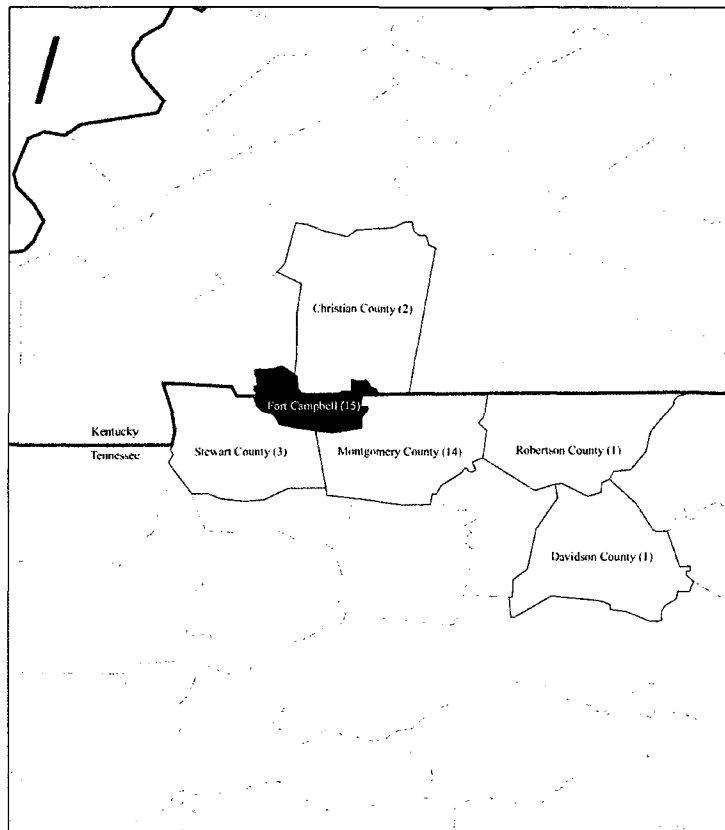 Christian County (2)
Fort Campbell (15)
Kentucky
Tennessee
Stewart County (3)
Montgomery County (14)
Robertson County (1)
Davidson County (1)